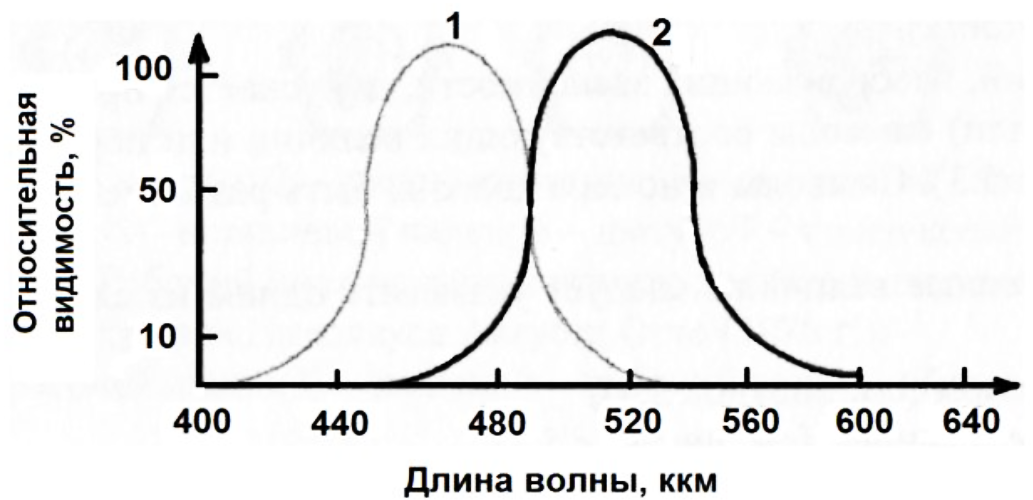 1 2
Относительная
видимость, %
100
50
10
400 440 480 520 560 600 640
Длина волны, ккм